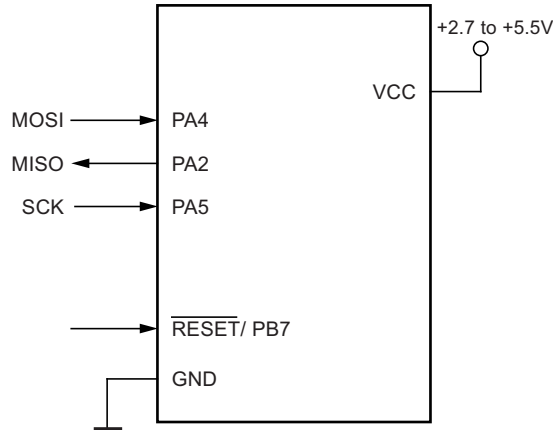 +2.7 to +5.5V
VCC
MOSI PA4
MISO PA2
SCK PA5
RESET/ PB7
GND